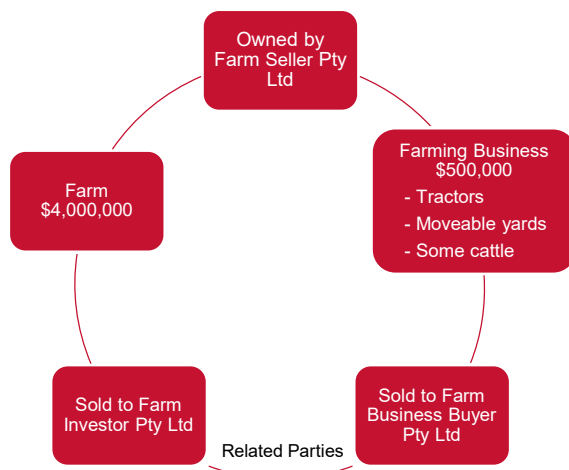 Owned by
Farm Seller Pty
Ltd
Farming Business
$500,000
- Tractors
- Moveable yards
- Some cattle
Farm
$4,000,000
Sold to Farm
Investor Pty Ltd
Sold to Farm
Business Buyer
Pty Ltd
Related Parties